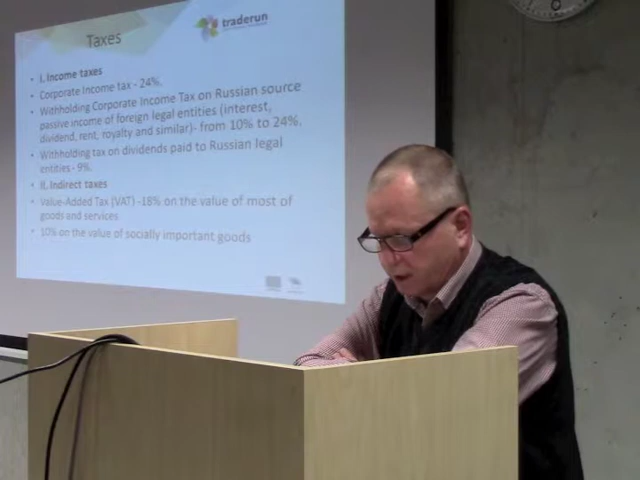 traderun
Taxes
• I. Income taxes
• Corporate Income tax - 24%.
• Withholding Corporate Income Tax on Russian source
passive income of foreign legal entities (interest,
dividend, rent, royalty and similar)- from 10% to 24%.
• Withholding tax on dividends paid to Russian legal
entities - 9%.
• II. Indirect taxes
• Value-Added Tax (VAT) -18% on the value of most of
goods and services
• 10% on the value of socially important goods